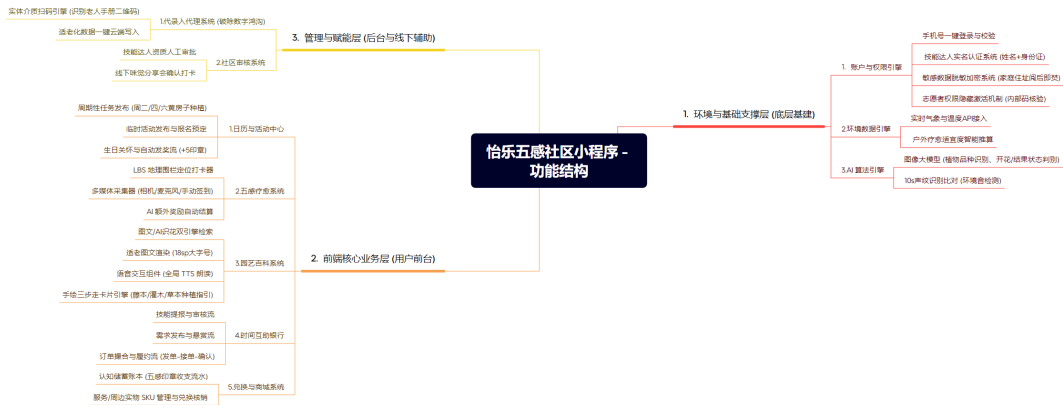 怡乐五感社区小程序 -
功能结构
1. 环境与基础支撑层 (底层基建)
1. 账户与权限引擎
手机号一键登录与校验
技能达人实名认证系统 (姓名+身份证)
敏感数据脱敏加密系统 (家庭住址阅后即焚)
志愿者权限隐藏激活机制 (内部码核验)
2.环境数据引擎
实时气象与温度API接入
户外疗愈适宜度智能推算
3.AI 算法引擎
图像大模型 (植物品种识别、开花/结果状态判别)
10s声纹识别比对 (环境音检测)
2. 前端核心业务层 (用户前台)
1.日历与活动中心
周期性任务发布 (周二/四/六黄房子种植)
临时活动发布与报名预定
生日关怀与自动发奖流 (+5印章)
2.五感疗愈系统
LBS 地理围栏定位打卡器
多媒体采集器 (相机/麦克风/手动签到)
AI 额外奖励自动结算
3.园艺百科系统
图文/AI识花双引擎检索
适老图文渲染 (18sp大字号)
语音交互组件 (全局 TTS 朗读)
手绘三步走卡片引擎 (藤本/灌木/草本种植指引)
4.时间互助银行
技能提报与审核流
需求发布与悬赏流
订单撮合与履约流 (发单-接单-确认)
5.兑换与商城系统
认知储蓄账本 (五感印章收支流水)
服务/周边实物 SKU 管理与兑换核销
3. 管理与赋能层 (后台与线下辅助)
1.代录入代理系统 (破除数字鸿沟)
实体介质扫码引擎 (识别老人手册二维码)
适老化数据一键云端写入
2.社区审核系统
技能达人资质人工审批
线下味觉分享会确认打卡